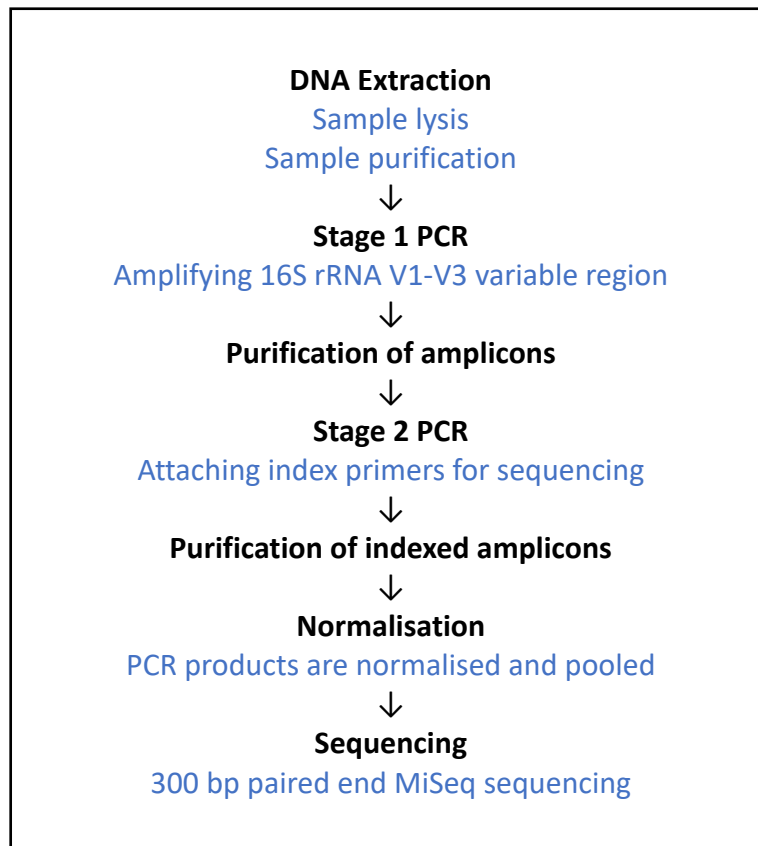 DNA Extraction
Sample lysis
Sample purification
↓
Stage 1 PCR
Amplifying 16S rRNA V1-V3 variable region
↓
Purification of amplicons
↓
Stage 2 PCR
Attaching index primers for sequencing
↓
Purification of indexed amplicons
↓
Normalisation
PCR products are normalised and pooled
↓
Sequencing
300 bp paired end MiSeq sequencing